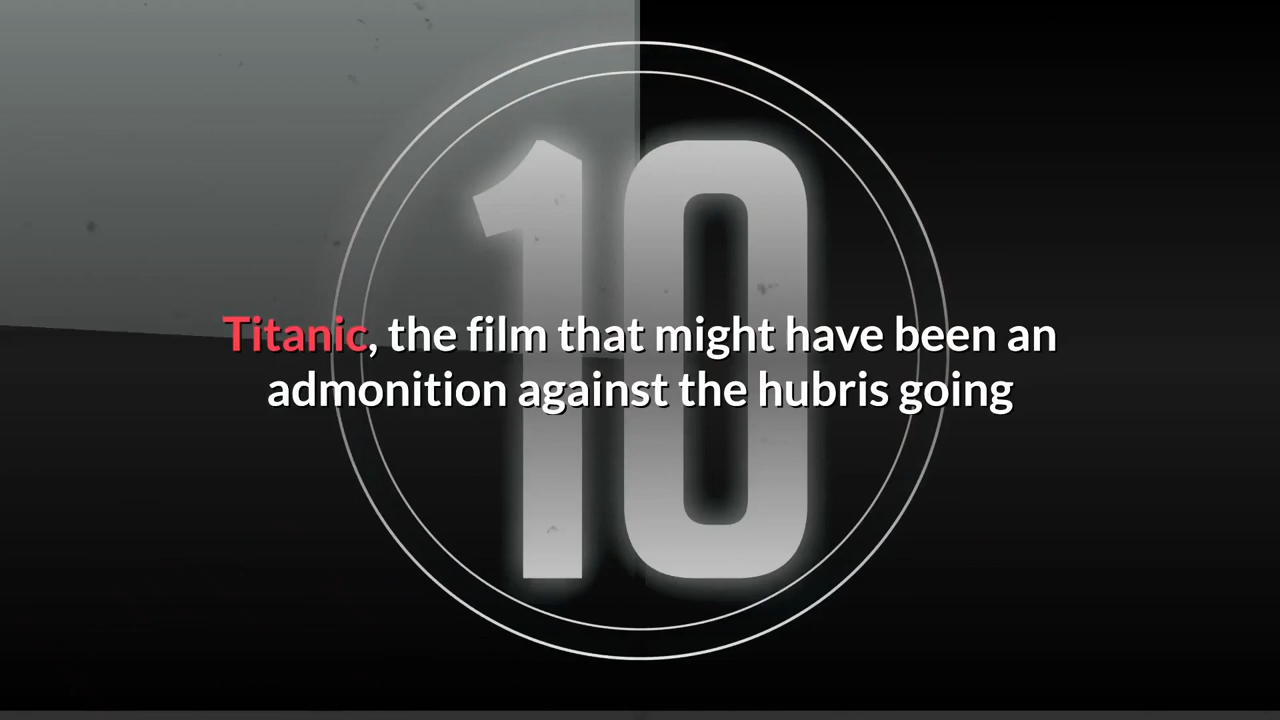 10
Titanic, the film that might have been an
admonition against the hubris going